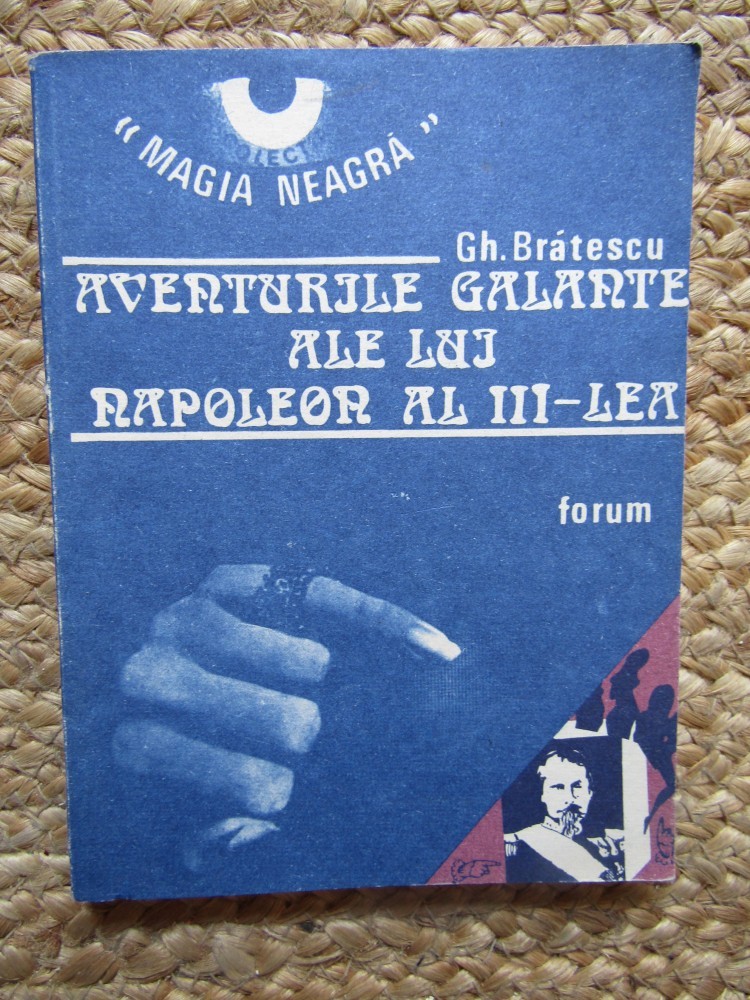 "MAGIA NEAGRĂ"
Gh. Brătescu
AVENTURILE GALANTE
ALE LUI
NAPOLEON AL III-LEA
forum